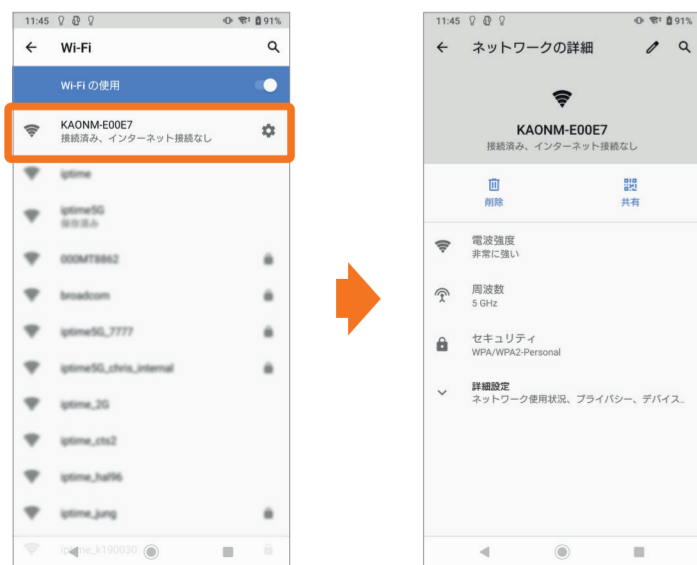 11:45
91%
Wi-Fi
Wi-Fi の使用
KAONM-E00E7
接続済み、インターネット接続なし
iptime
iptime5G
保存済み
000MT8862
broadcom
iptime5G_7777
iptime5G_chris_internal
iptime_2G
iptime_cts2
iptime_hal96
iptime_jung
iptime_k190030
11:45
91%
ネットワークの詳細
KAONM-E00E7
接続済み、インターネット接続なし
削除
共有
電波強度
非常に強い
周波数
5 GHz
セキュリティ
WPA/WPA2-Personal
詳細設定
ネットワーク使用状況、プライバシー、デバイス..